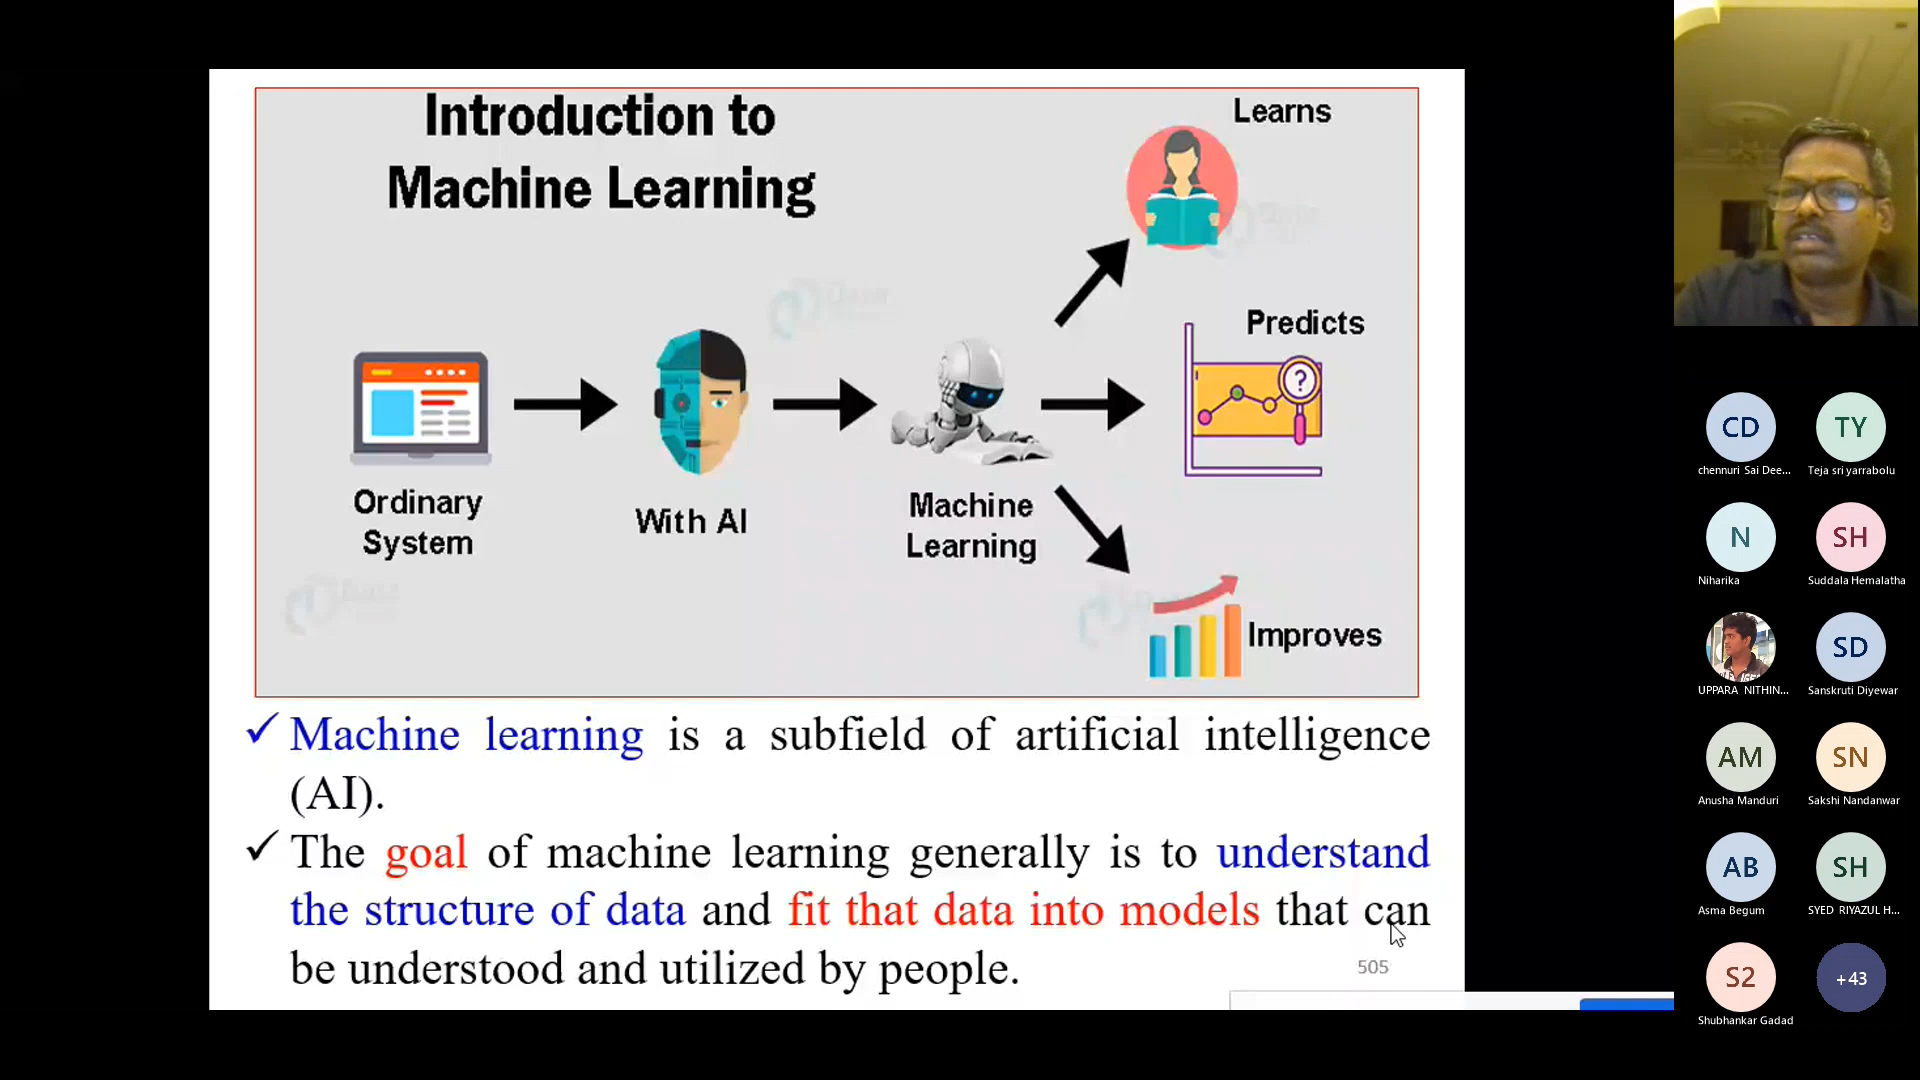 Introduction to
Machine Learning
Learns
Predicts
Ordinary
System
With AI
Machine
Learning
Improves
?
✓ Machine learning is a subfield of artificial intelligence
(AI).
✓ The goal of machine learning generally is to understand
the structure of data and fit that data into models that can
be understood and utilized by people.
505
CD
chennuri Sai Dee...
TY
Teja sri yarrabolu
N
Niharika
SH
Suddala Hemalatha
UPPARA NITHIN...
SD
Sanskruti Diyewar
AM
Anusha Manduri
SN
Sakshi Nandanwar
AB
Asma Begum
SH
SYED RIYAZUL H...
S2
Shubhankar Gadad
+43